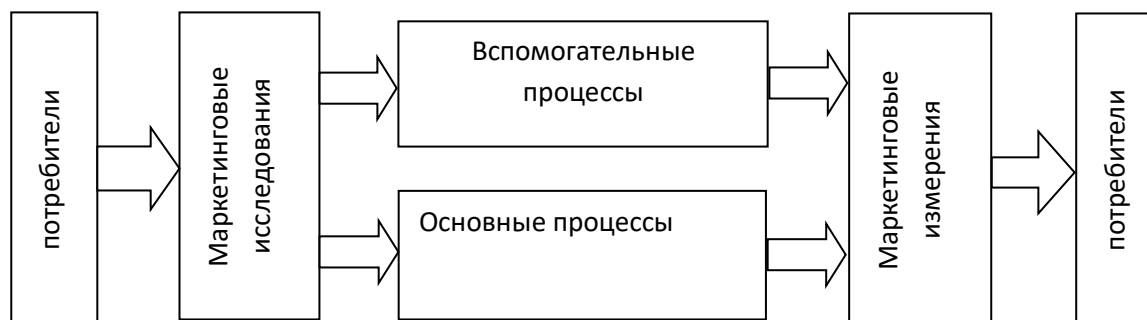 потребители
Маркетинговые
исследования
Вспомогательные
процессы
Основные процессы
Маркетинговые
измерения
потребители